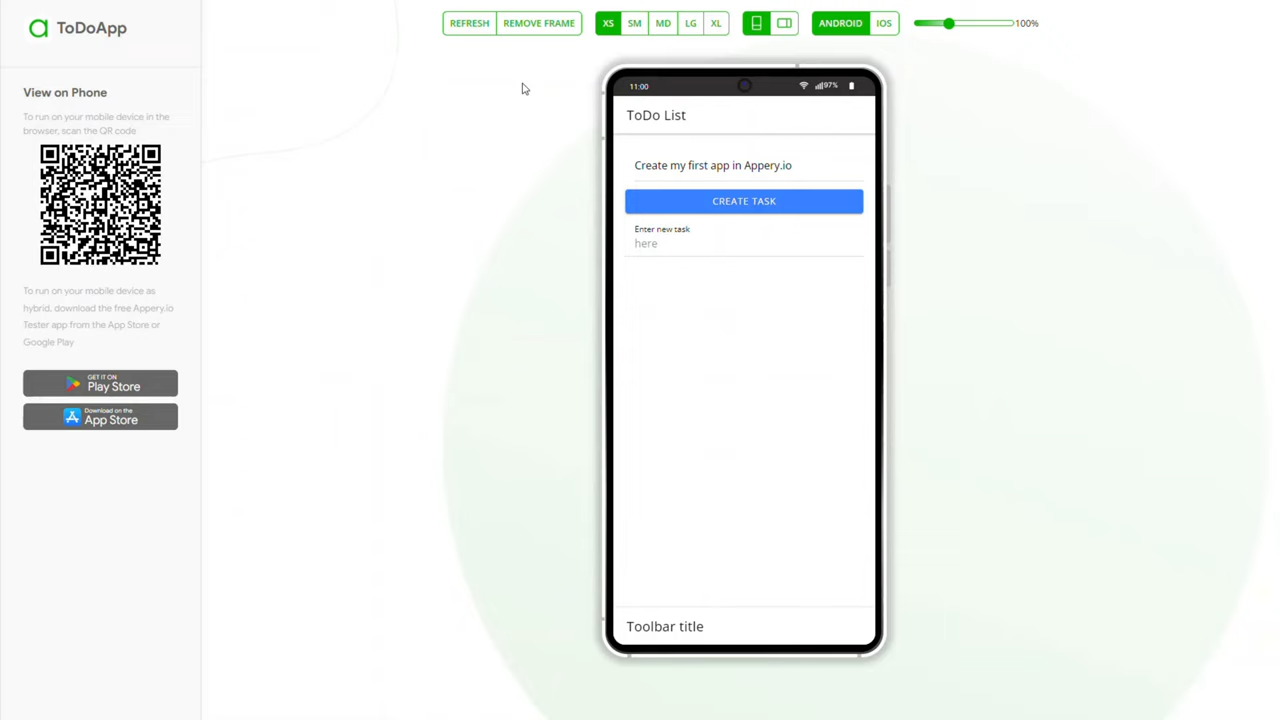 ToDoApp
View on Phone
To run on your mobile device in the
browser, scan the QR code
To run on your mobile device as
hybrid, download the free Appery.io
Tester app from the App Store or
Google Play
GET IT ON
Play Store
Download on the
App Store
REFRESH REMOVE FRAME XS SM MD LG XL ANDROID IOS 100%
11:00 97%
ToDo List
Create my first app in Appery.io
CREATE TASK
Enter new task
here
Toolbar title